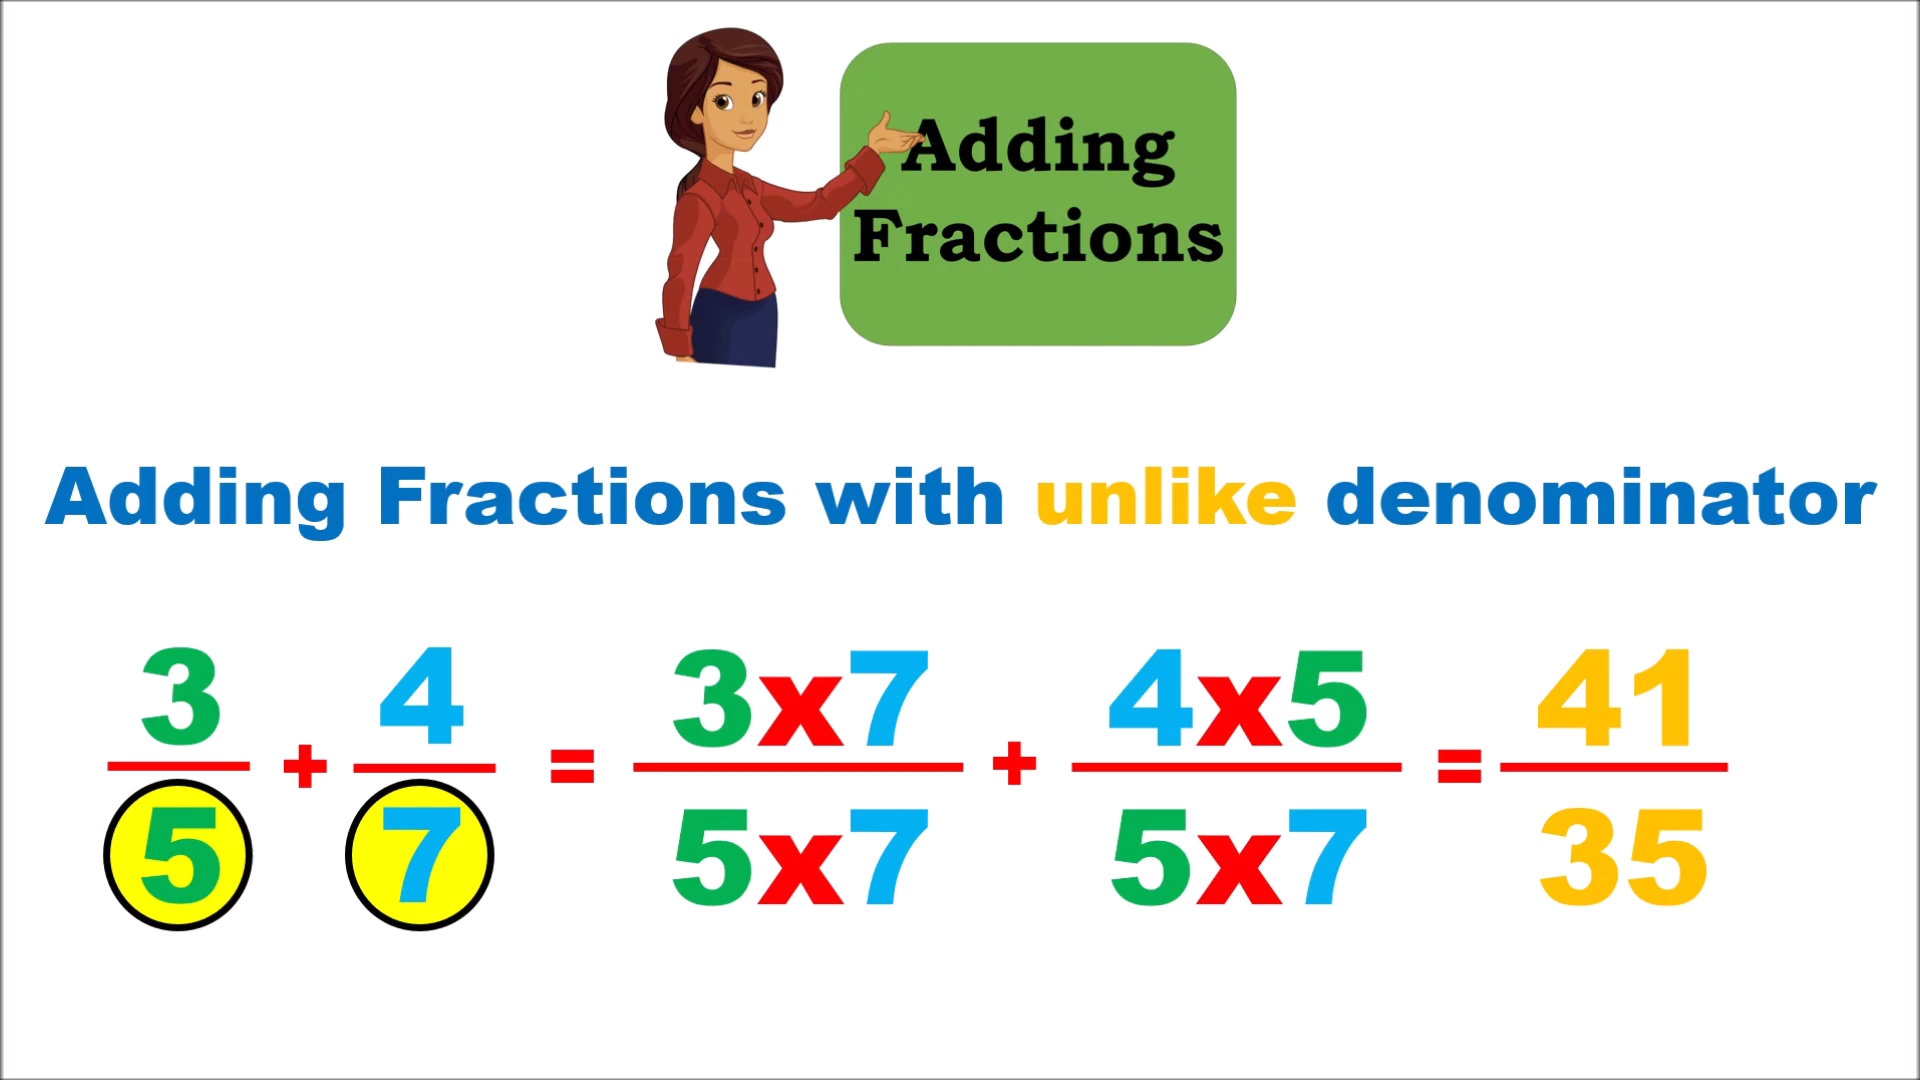 Adding
Fractions
Adding Fractions with unlike denominator
3/5 + 4/7 = 3x7/5x7 + 4x5/5x7 = 41/35